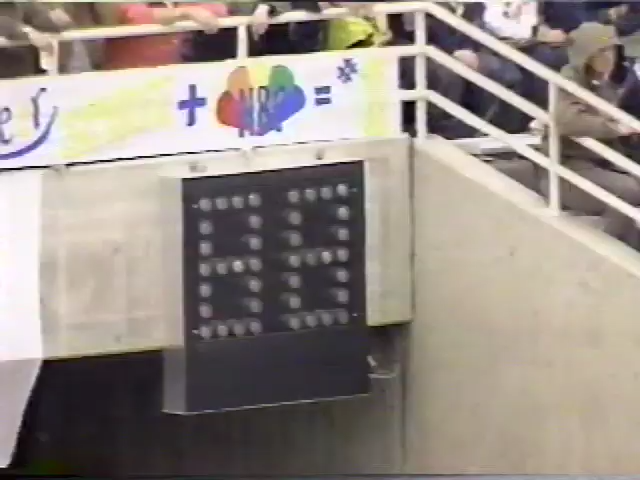 er + NBC = *